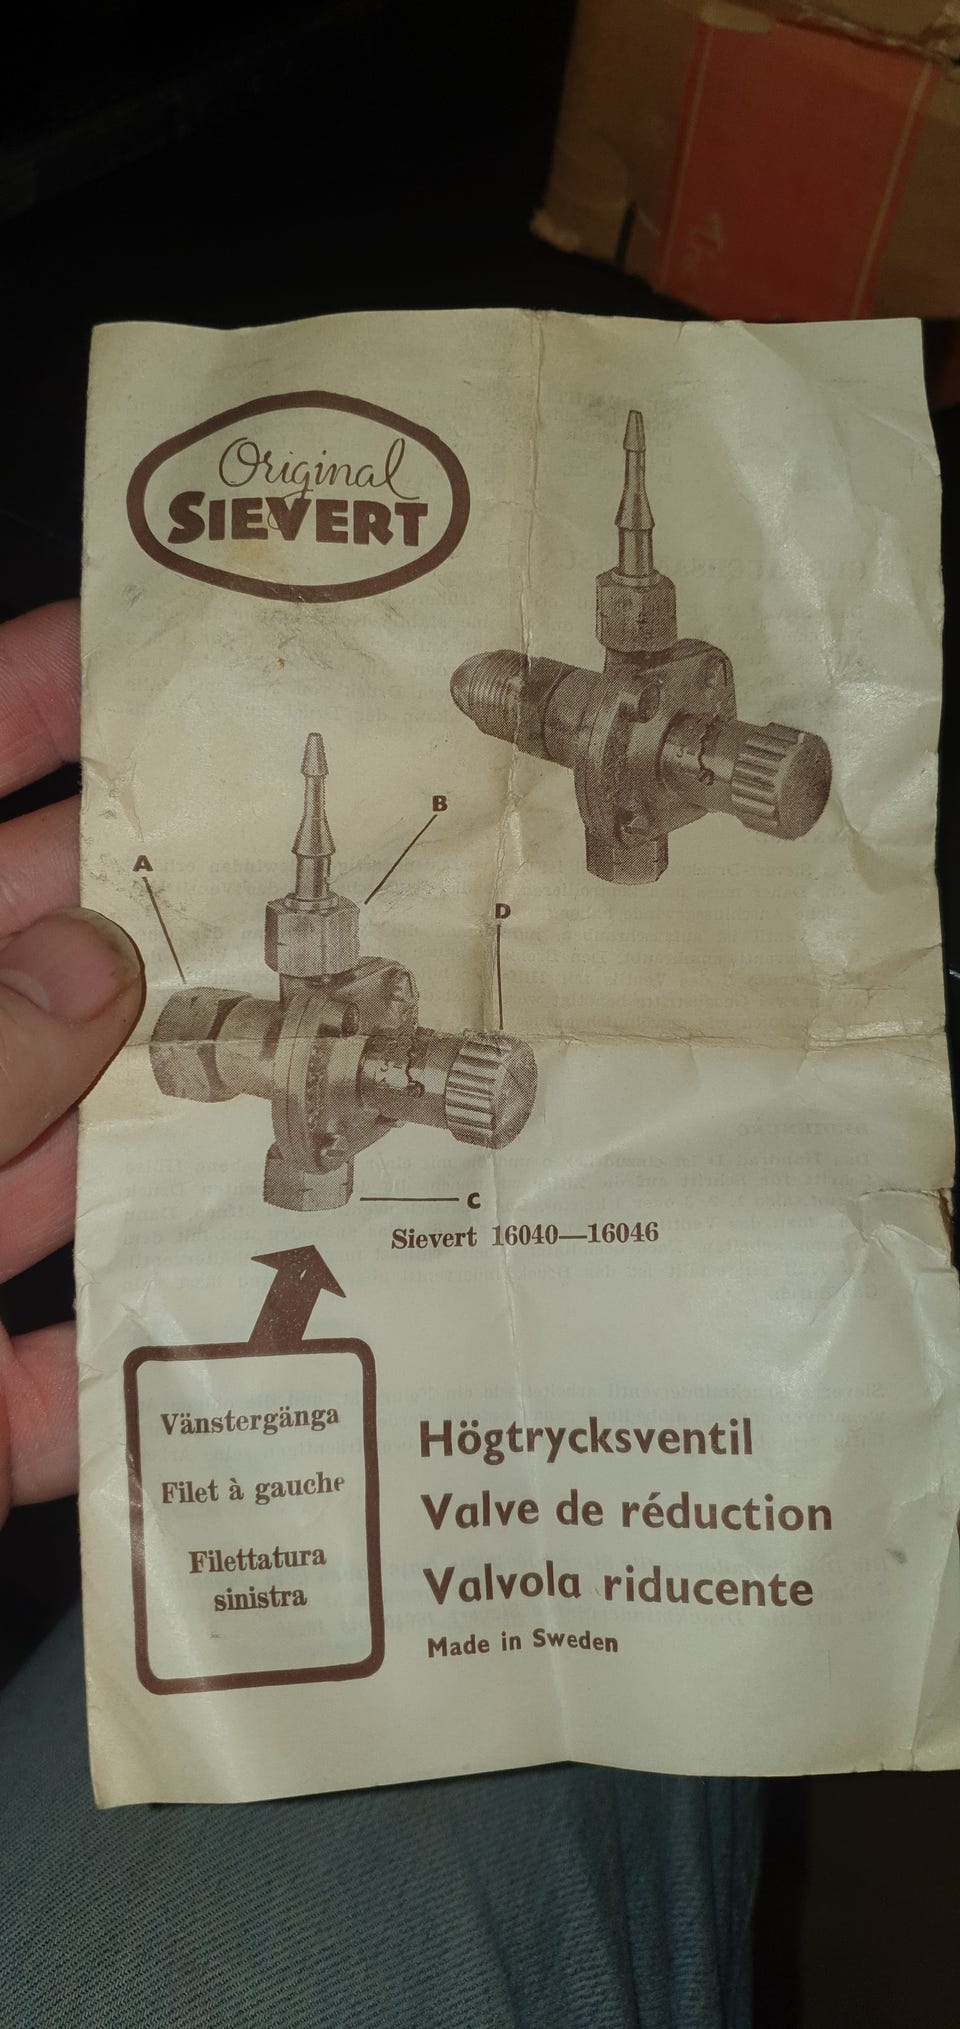 Original
SIEVERT
B
A
D
C
Sievert 16040—16046
Vänstergänga
Filet à gauche
Filettatura
sinistra
Högtrycksventil
Valve de réduction
Valvola riducente
Made in Sweden